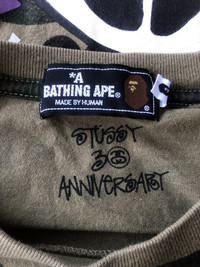 *A
BATHING APE®
MADE BY HUMAN
STUSSY
30
ANNIVERSARY